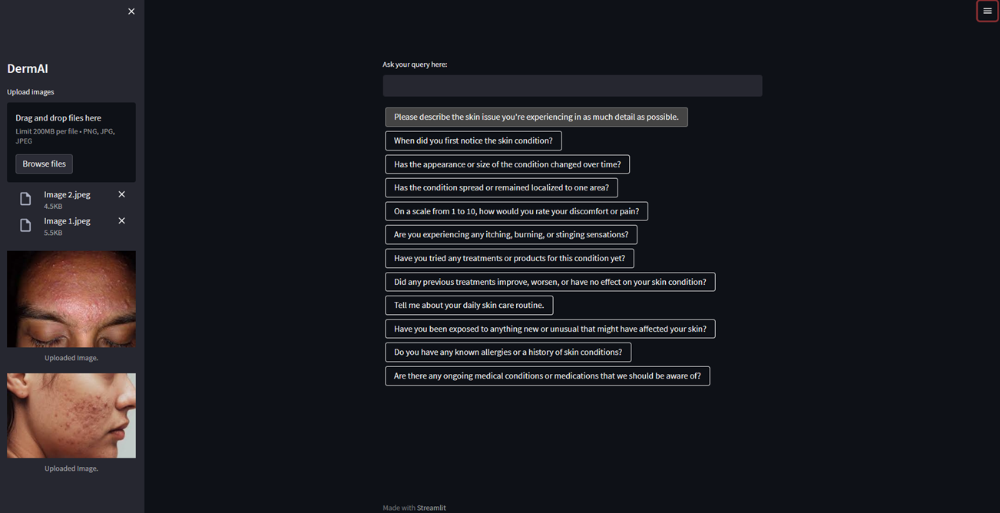 DermAI
Upload images
Drag and drop files here
Limit 200MB per file • PNG, JPG,
JPEG
Browse files
Image 2.jpeg
4.5KB
Image 1.jpeg
5.5KB
Uploaded Image.
Uploaded Image.
Ask your query here:
Please describe the skin issue you're experiencing in as much detail as possible.
When did you first notice the skin condition?
Has the appearance or size of the condition changed over time?
Has the condition spread or remained localized to one area?
On a scale from 1 to 10, how would you rate your discomfort or pain?
Are you experiencing any itching, burning, or stinging sensations?
Have you tried any treatments or products for this condition yet?
Did any previous treatments improve, worsen, or have no effect on your skin condition?
Tell me about your daily skin care routine.
Have you been exposed to anything new or unusual that might have affected your skin?
Do you have any known allergies or a history of skin conditions?
Are there any ongoing medical conditions or medications that we should be aware of?
Made with Streamlit